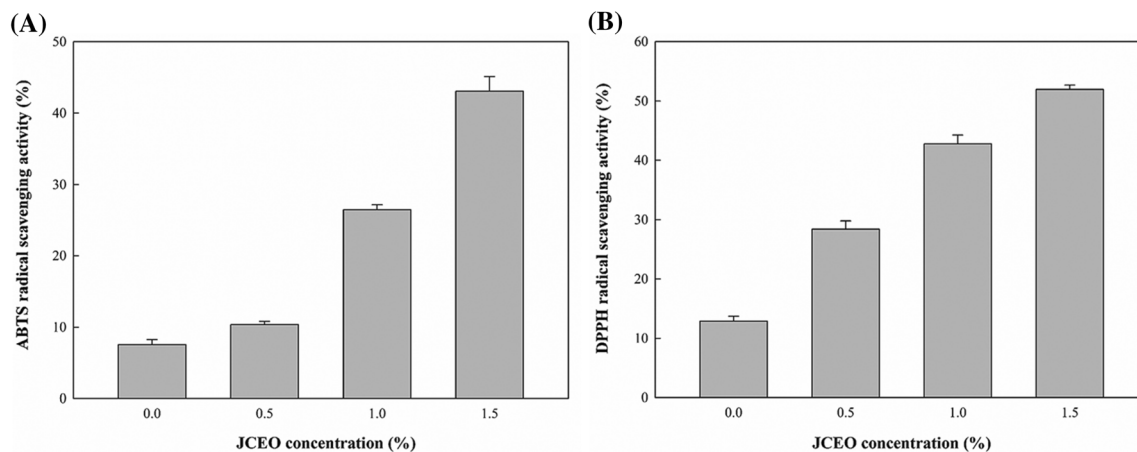 (A)
50
40
30
20
10
0
ABTS radical scavenging activity (%)
0.0 0.5 1.0 1.5
JCEO concentration (%)
(B)
60
50
40
30
20
10
0
DPPH radical scavenging activity (%)
0.0 0.5 1.0 1.5
JCEO concentration (%)